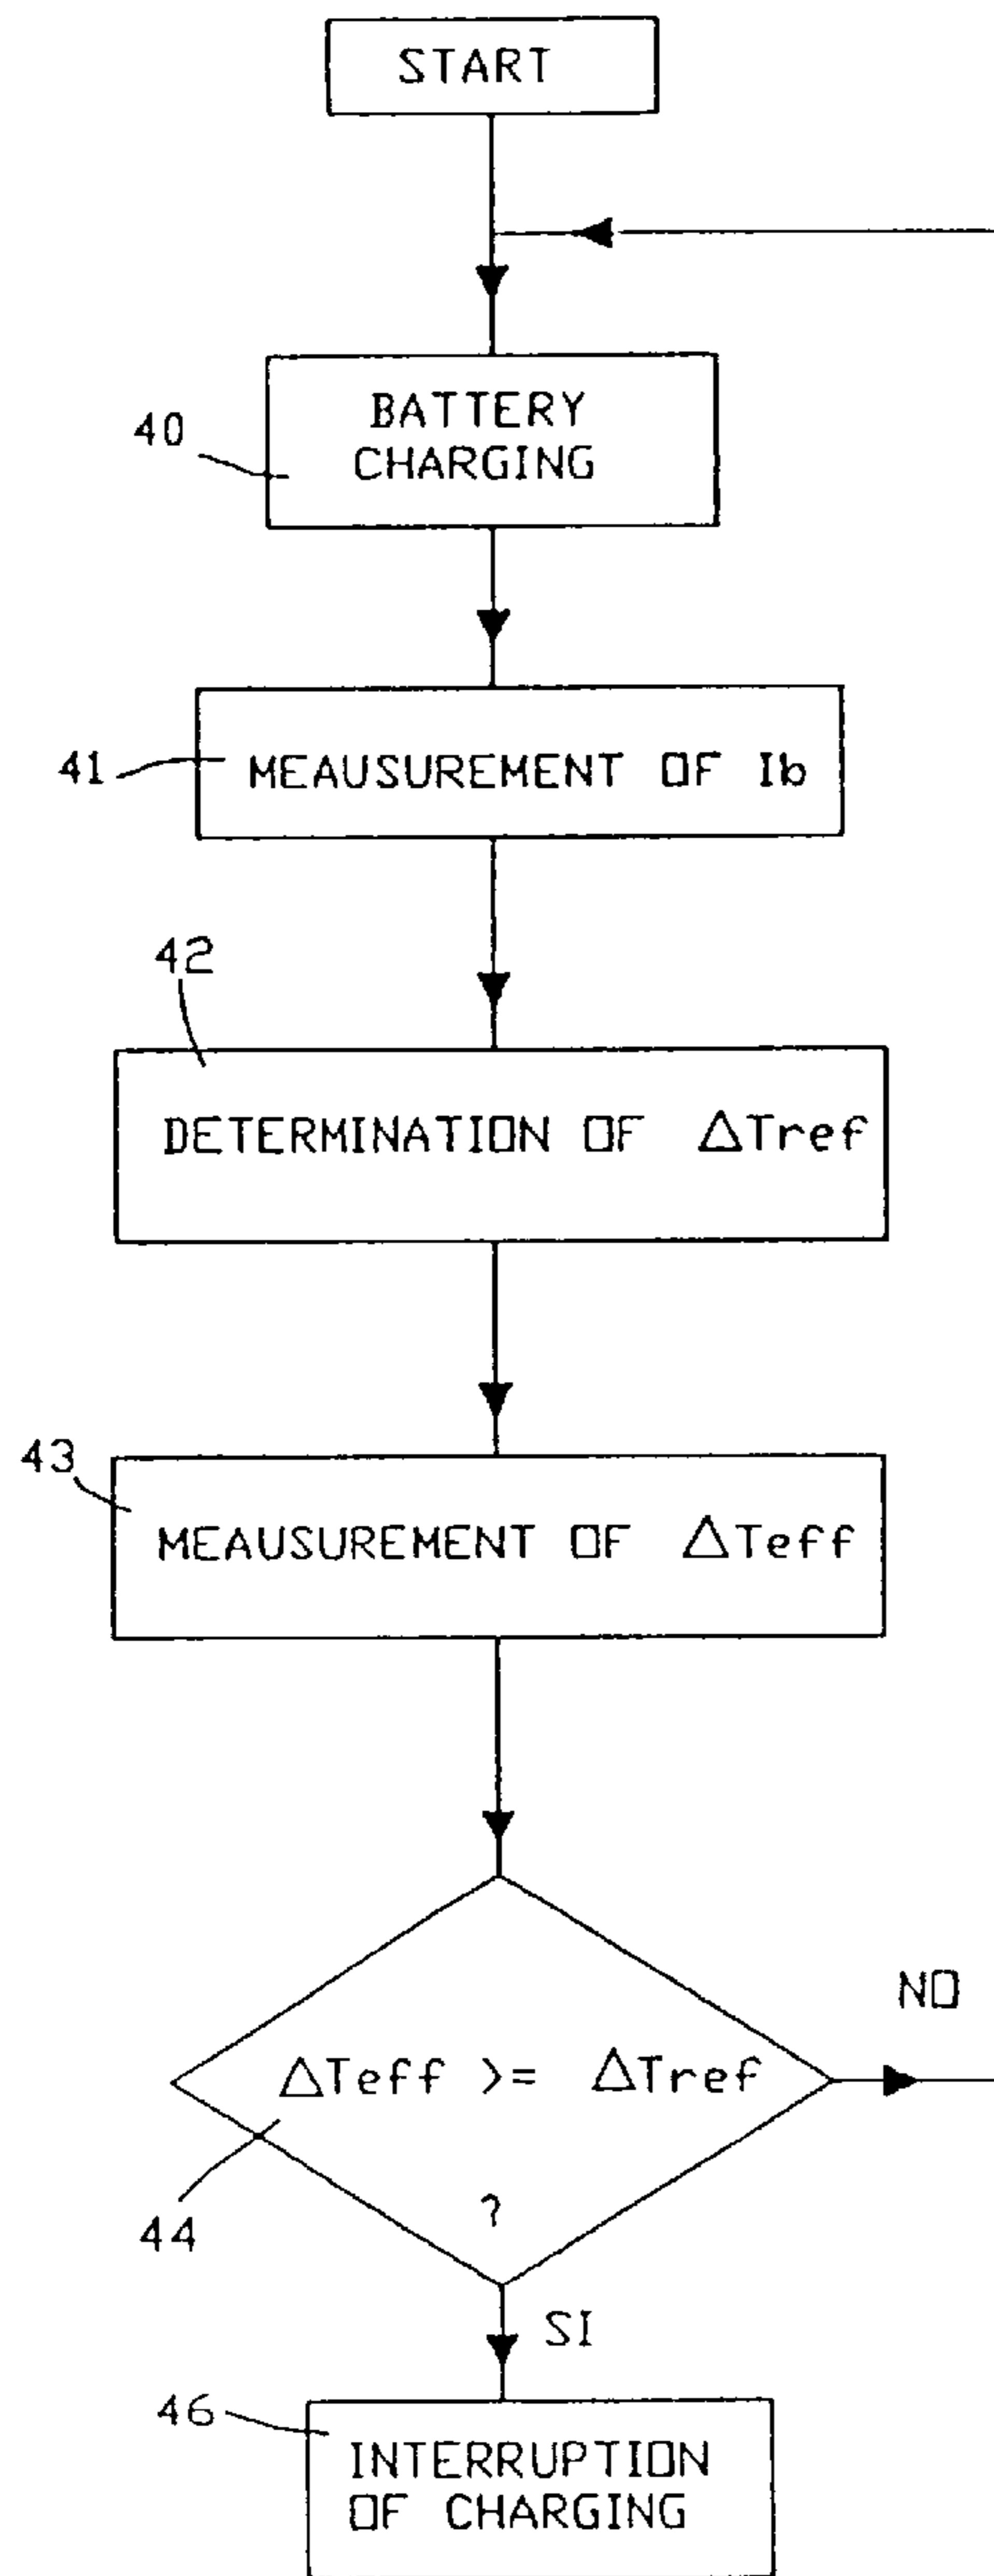 START
40
BATTERY
CHARGING
41
MEAUSUREMENT OF Ib
42
DETERMINATION OF ΔTref
43
MEAUSUREMENT OF ΔTeff
NO
ΔTeff >= ΔTref
?
44
SI
46
INTERRUPTION
OF CHARGING